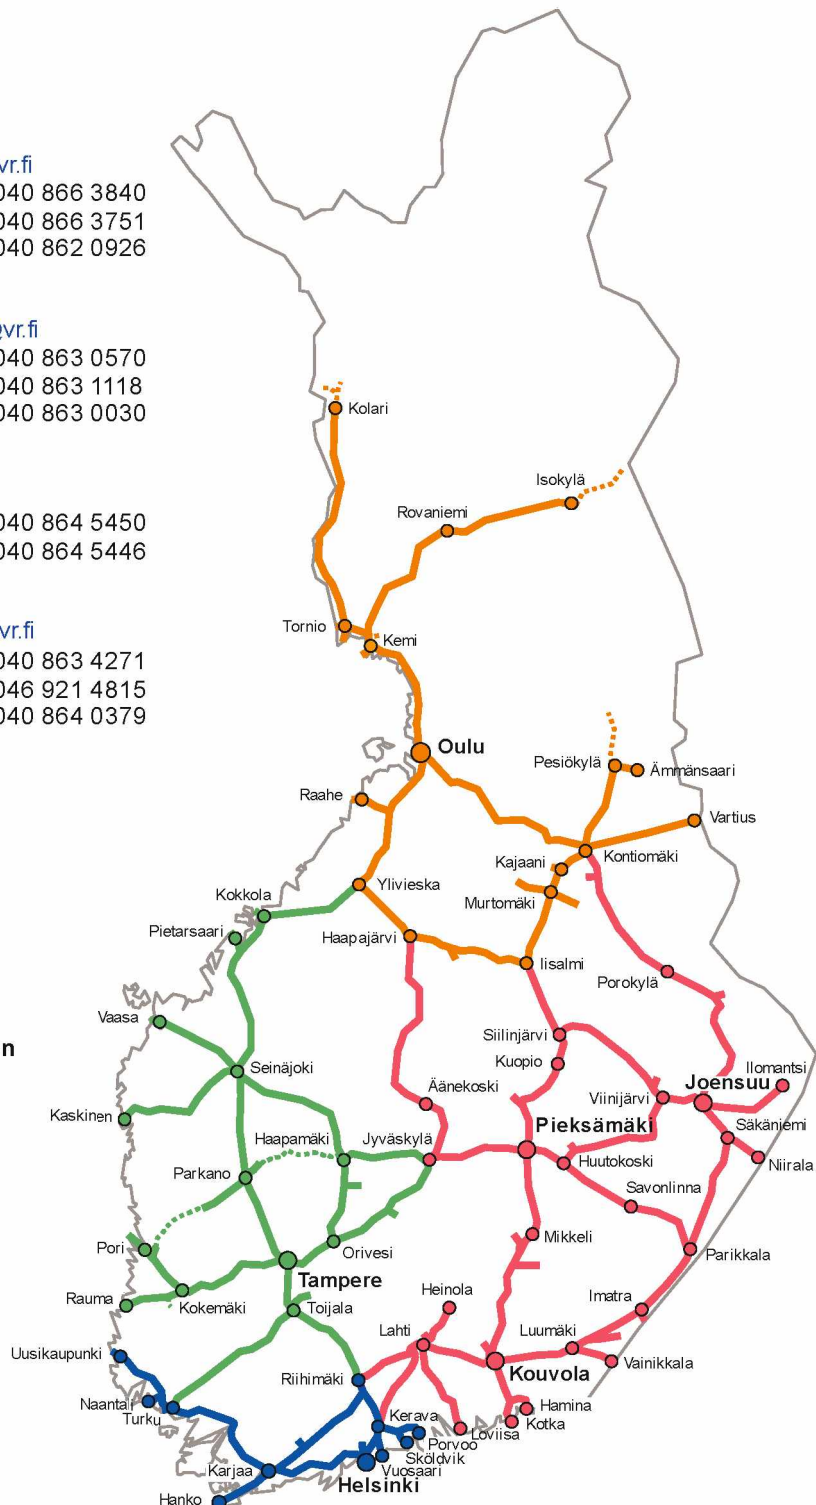 vr.fi
040 866 3840
040 866 3751
040 862 0926
@vr.fi
040 863 0570
040 863 1118
040 863 0030
040 864 5450
040 864 5446
vr.fi
040 863 4271
046 921 4815
040 864 0379
n
Kolari
Isokylä
Rovaniemi
Tornio
Kemi
Oulu
Pesiökylä
Ämmänsaari
Raahe
Vartius
Kontiomäki
Kajaani
Ylivieska
Murtomäki
Kokkola
Pietarsaari
Haapajärvi
Iisalmi
Porokylä
Vaasa
Siilinjärvi
Kuopio
Seinäjoki
Ilomantsi
Joensuu
Äänekoski
Viinijärvi
Kaskinen
Pieksämäki
Säkäniemi
Haapamäki
Jyväskylä
Huutokoski
Niirala
Parkano
Savonlinna
Mikkeli
Pori
Orivesi
Parikkala
Tampere
Heinola
Imatra
Rauma
Kokemäki
Toijala
Lahti
Luumäki
Uusikaupunki
Vainikkala
Riihimäki
Kouvola
Naantali
Turku
Hamina
Kerava
Kotka
Loviisa
Porvoo
Sköldvik
Karjaa
Vuosaari
Helsinki
Hanko